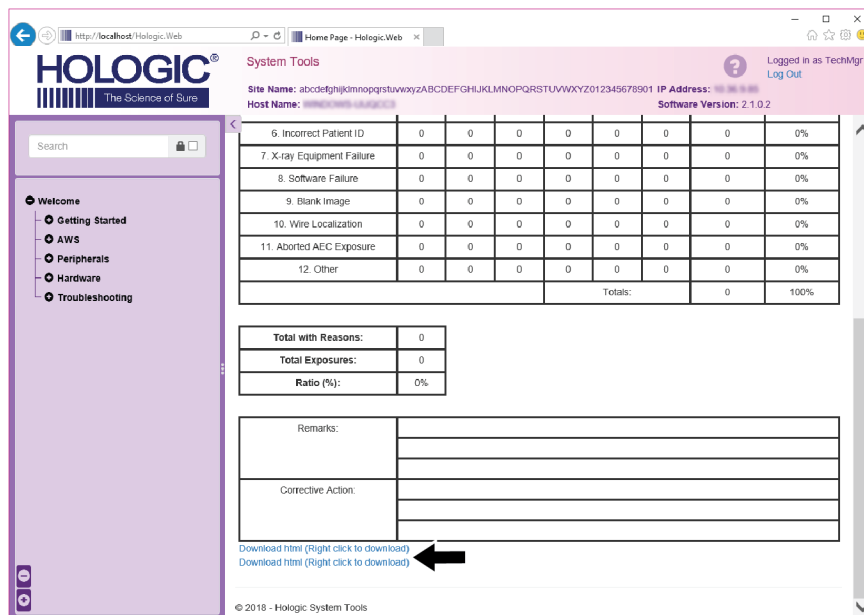 http://localhost/Hologic.Web
Home Page - Hologic.Web
HOLOGIC®
The Science of Sure
System Tools
Logged in as TechMgr
Log Out
Site Name: abcdefghijklmnopqrstuvwxyzABCDEFGHIJKLMNOPQRSTUVWXYZ012345678901 IP Address:
Host Name: Software Version: 2.1.0.2
Search
Welcome
Getting Started
AWS
Peripherals
Hardware
Troubleshooting
6. Incorrect Patient ID 0 0 0 0 0 0 0 0%
7. X-ray Equipment Failure 0 0 0 0 0 0 0 0%
8. Software Failure 0 0 0 0 0 0 0 0%
9. Blank Image 0 0 0 0 0 0 0 0%
10. Wire Localization 0 0 0 0 0 0 0 0%
11. Aborted AEC Exposure 0 0 0 0 0 0 0 0%
12. Other 0 0 0 0 0 0 0 0%
Totals: 0 100%
Total with Reasons: 0
Total Exposures: 0
Ratio (%): 0%
Remarks:
Corrective Action:
Download html (Right click to download)
Download html (Right click to download)
© 2018 - Hologic System Tools